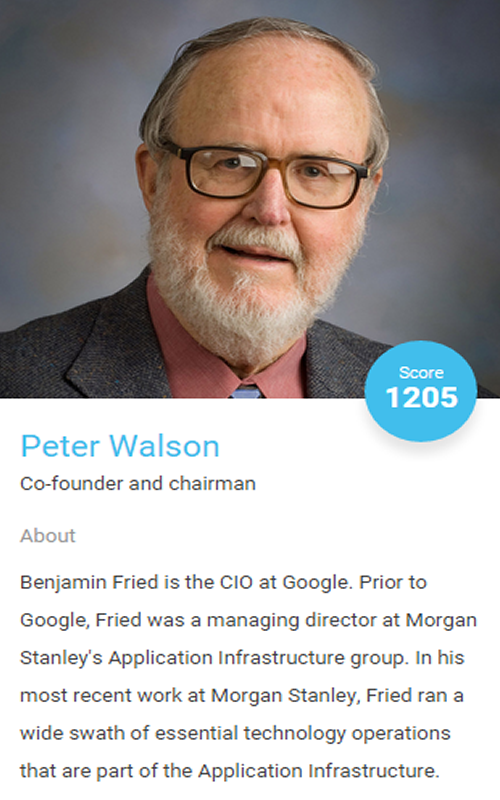 Score
1205
Peter Walson
Co-founder and chairman
About
Benjamin Fried is the CIO at Google. Prior to
Google, Fried was a managing director at Morgan
Stanley's Application Infrastructure group. In his
most recent work at Morgan Stanley, Fried ran a
wide swath of essential technology operations
that are part of the Application Infrastructure.